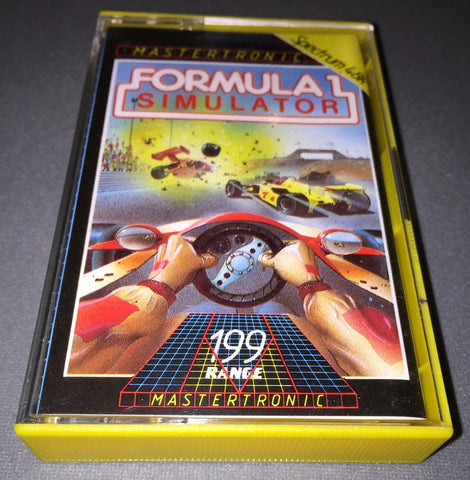 MASTERTRONIC
Spectrum 48K
FORMULA 1
SIMULATOR
199
RANGE
MASTERTRONIC